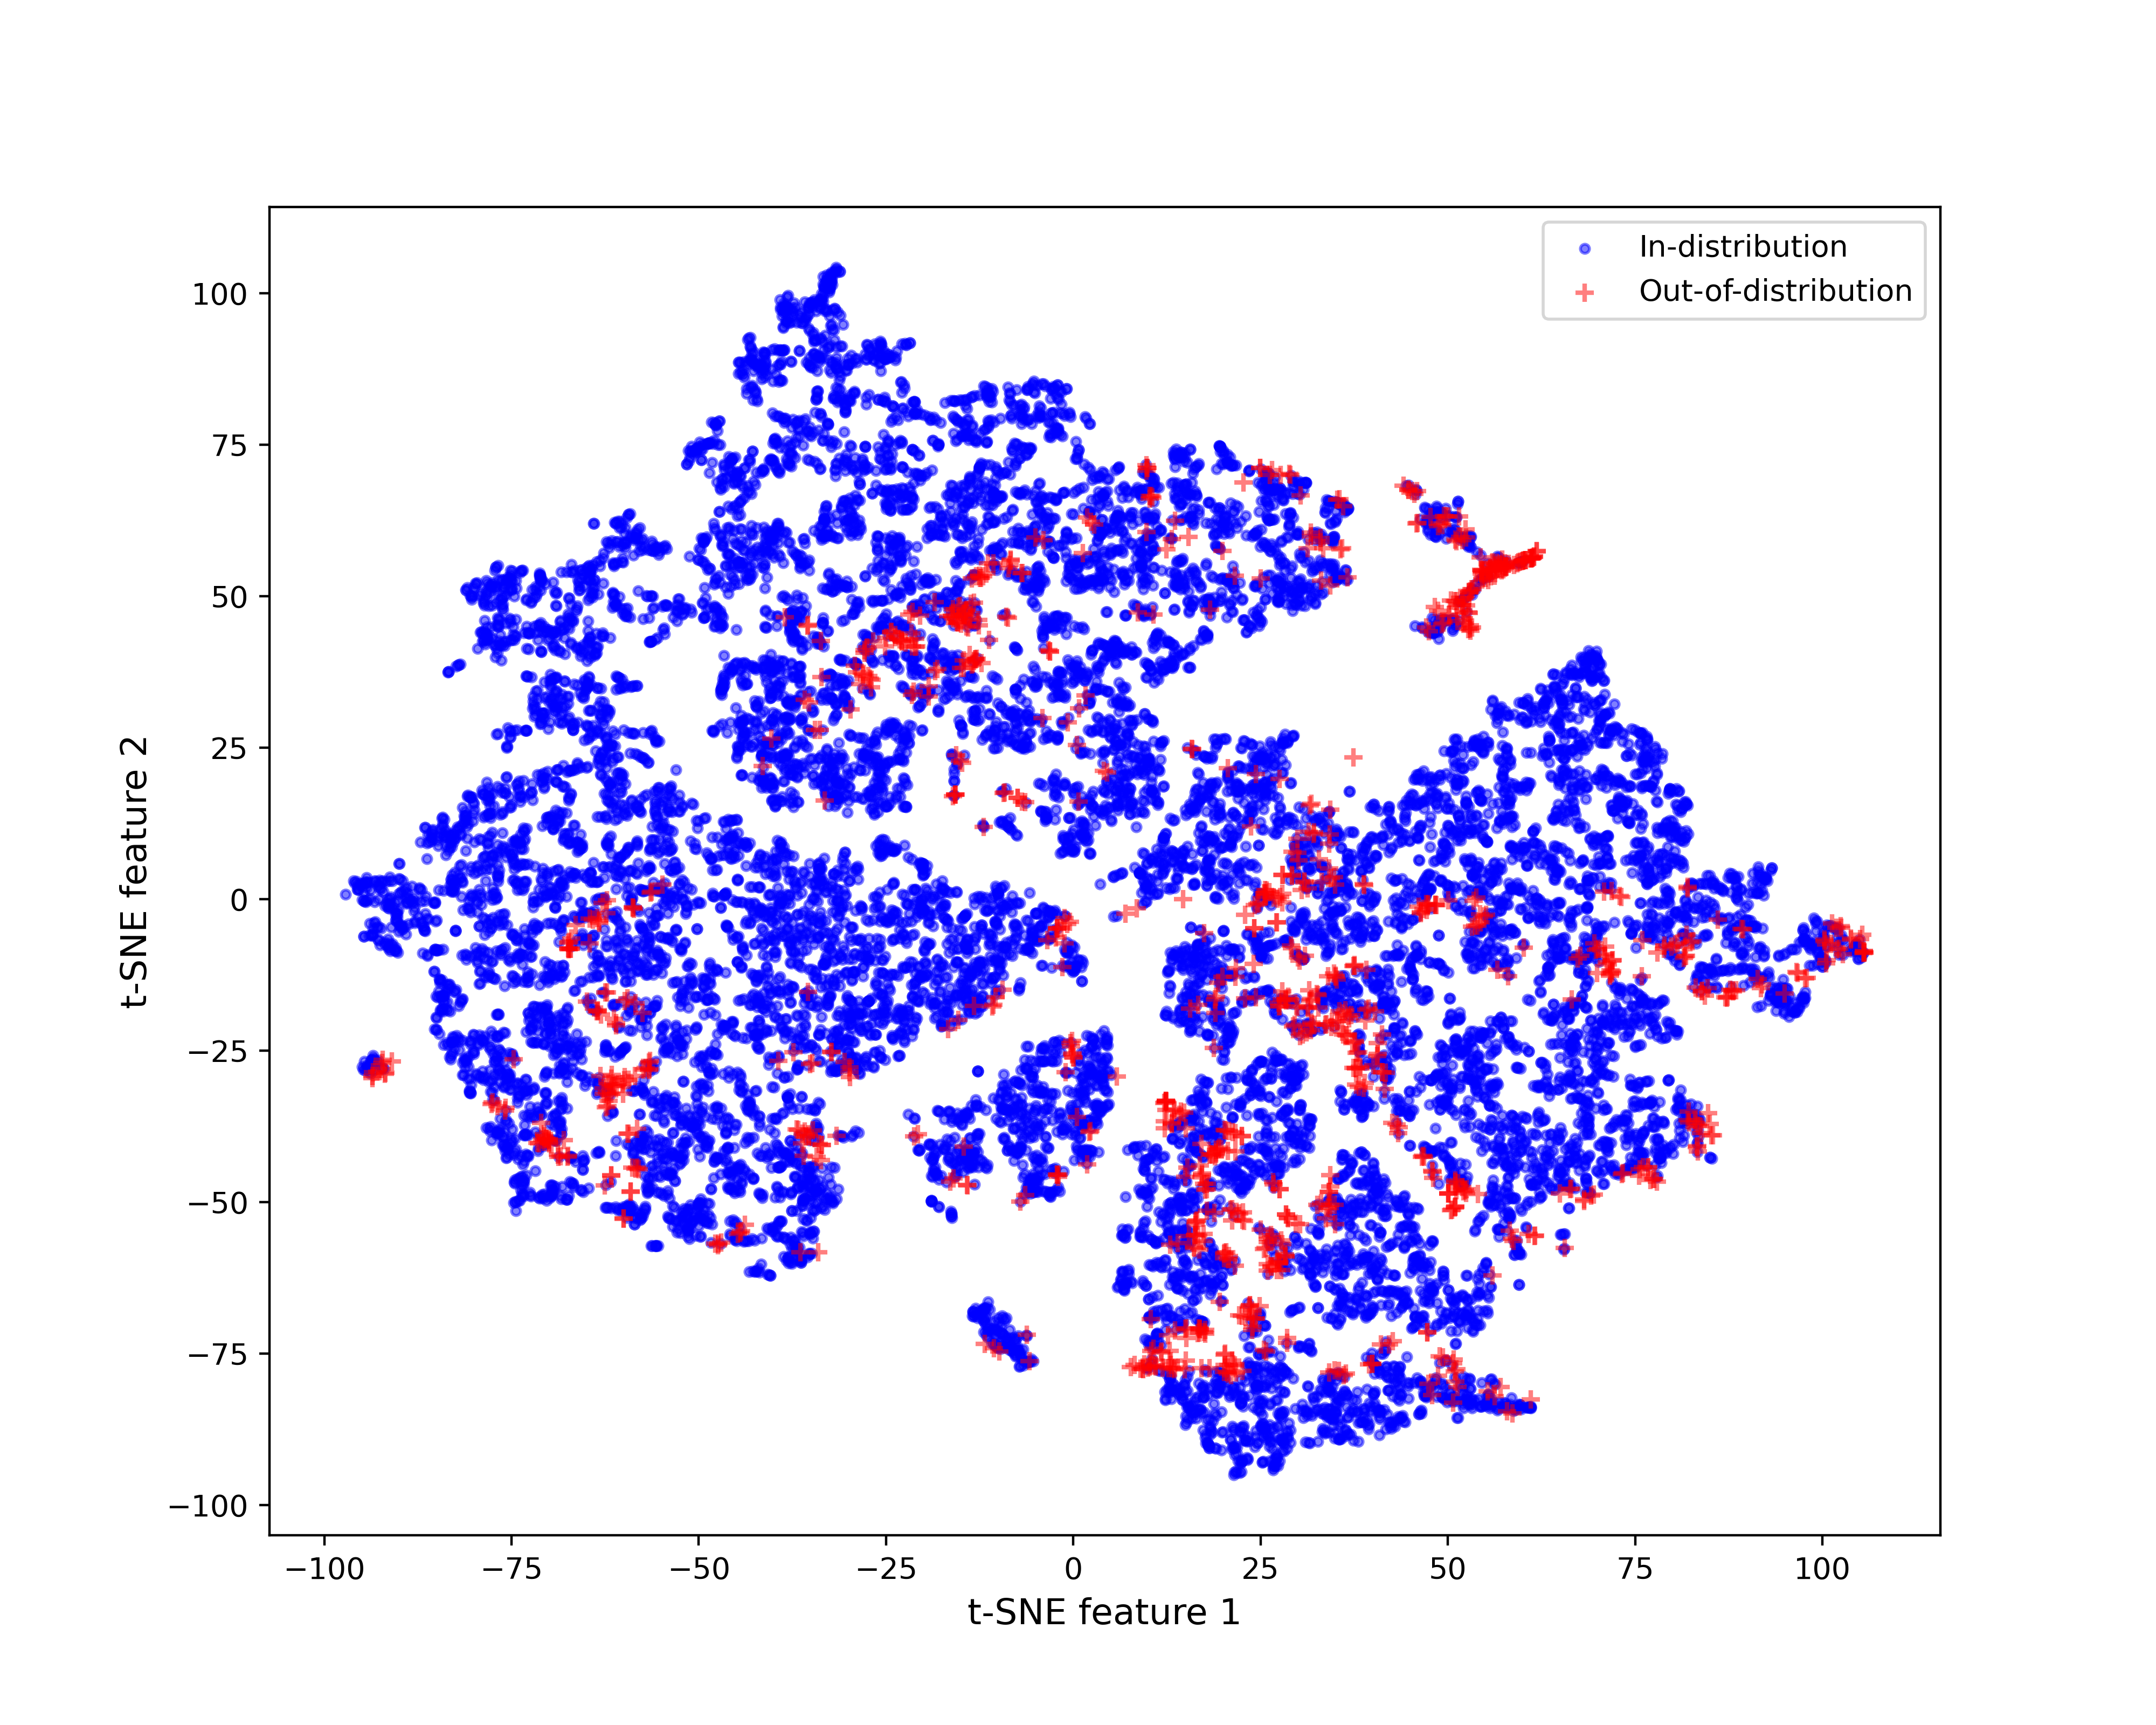 In-distribution
Out-of-distribution
100
75
50
25
0
−25
−50
−75
−100
t-SNE feature 2
−100 −75 −50 −25 0 25 50 75 100
t-SNE feature 1